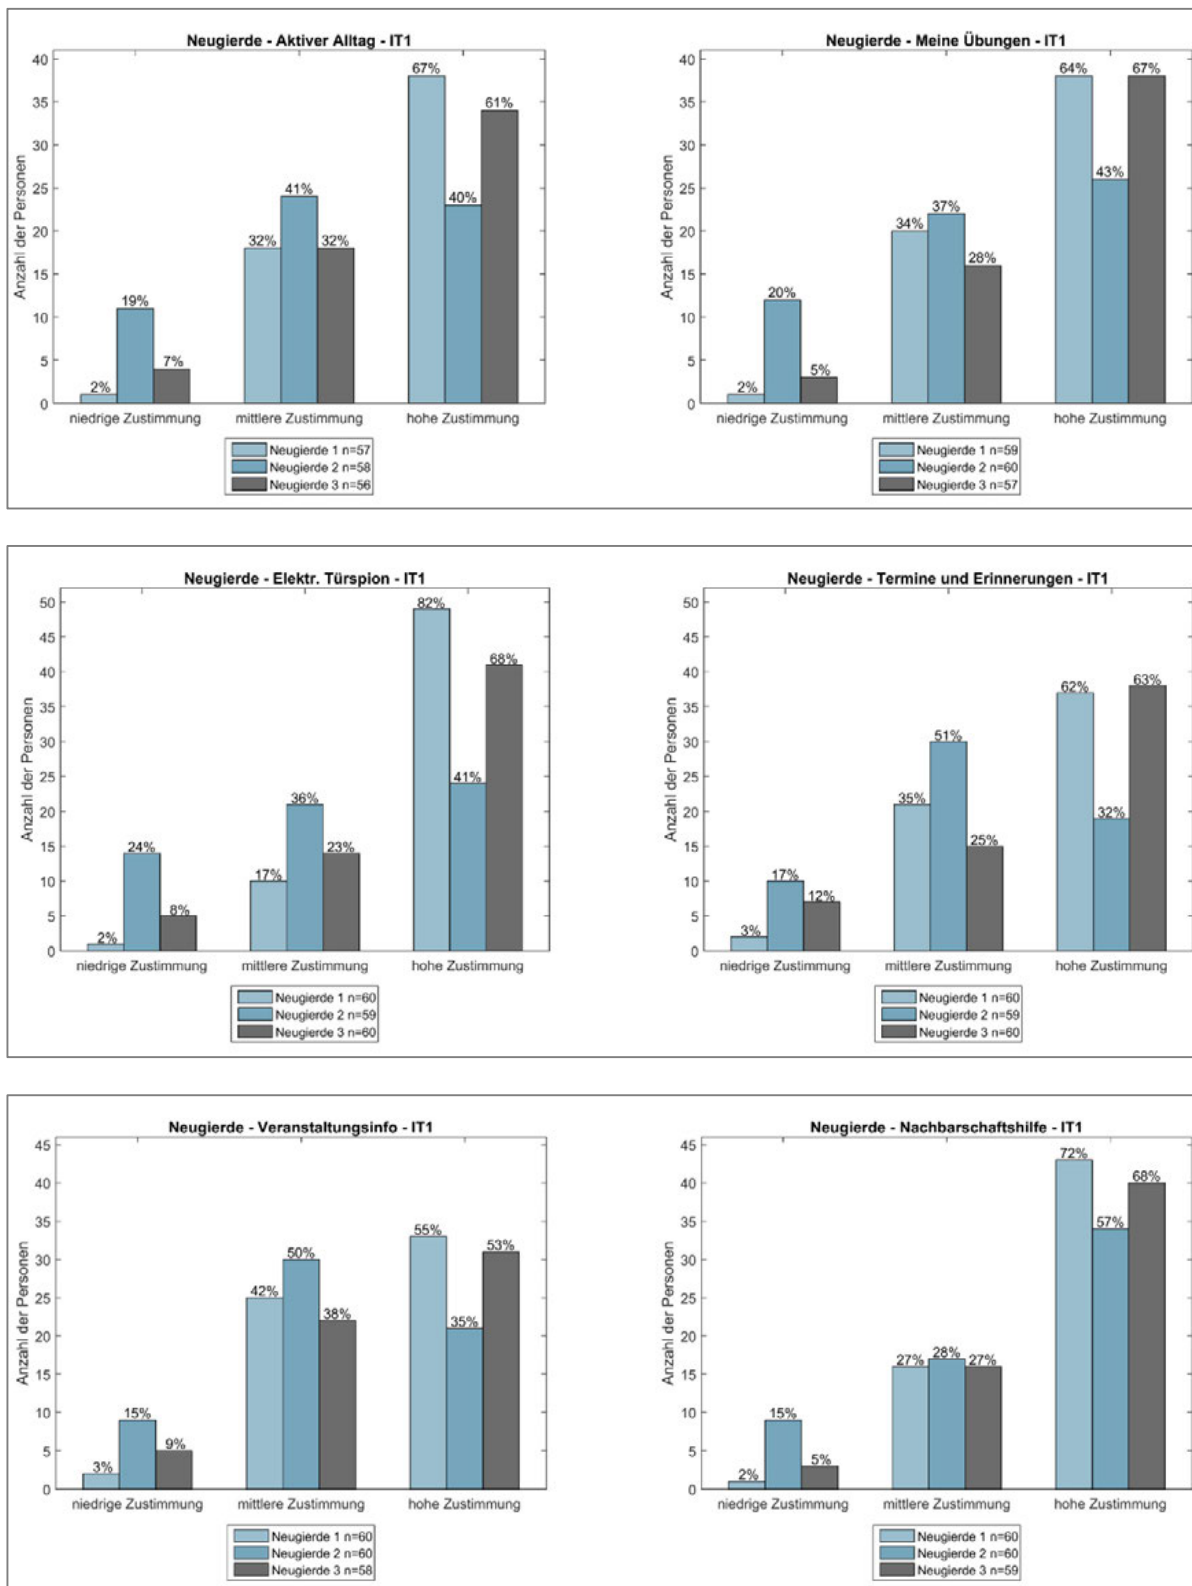 Neugierde - Aktiver Alltag - IT1
Anzahl der Personen
40
35
30
25
20
15
10
5
0
2%
19%
7%
32%
41%
32%
67%
40%
61%
niedrige Zustimmung
mittlere Zustimmung
hohe Zustimmung
Neugierde 1 n=57
Neugierde 2 n=58
Neugierde 3 n=56
Neugierde - Meine Übungen - IT1
Anzahl der Personen
40
35
30
25
20
15
10
5
0
2%
20%
5%
34%
37%
28%
64%
43%
67%
niedrige Zustimmung
mittlere Zustimmung
hohe Zustimmung
Neugierde 1 n=59
Neugierde 2 n=60
Neugierde 3 n=57
Neugierde - Elektr. Türspion - IT1
Anzahl der Personen
50
45
40
35
30
25
20
15
10
5
0
2%
24%
8%
17%
36%
23%
82%
41%
68%
niedrige Zustimmung
mittlere Zustimmung
hohe Zustimmung
Neugierde 1 n=60
Neugierde 2 n=59
Neugierde 3 n=60
Neugierde - Termine und Erinnerungen - IT1
Anzahl der Personen
50
45
40
35
30
25
20
15
10
5
0
3%
17%
12%
35%
51%
25%
62%
32%
63%
niedrige Zustimmung
mittlere Zustimmung
hohe Zustimmung
Neugierde 1 n=60
Neugierde 2 n=59
Neugierde 3 n=60
Neugierde - Veranstaltungsinfo - IT1
Anzahl der Personen
45
40
35
30
25
20
15
10
5
0
3%
15%
9%
42%
50%
38%
55%
35%
53%
niedrige Zustimmung
mittlere Zustimmung
hohe Zustimmung
Neugierde 1 n=60
Neugierde 2 n=60
Neugierde 3 n=58
Neugierde - Nachbarschaftshilfe - IT1
Anzahl der Personen
45
40
35
30
25
20
15
10
5
0
2%
15%
5%
27%
28%
27%
72%
57%
68%
niedrige Zustimmung
mittlere Zustimmung
hohe Zustimmung
Neugierde 1 n=60
Neugierde 2 n=60
Neugierde 3 n=59